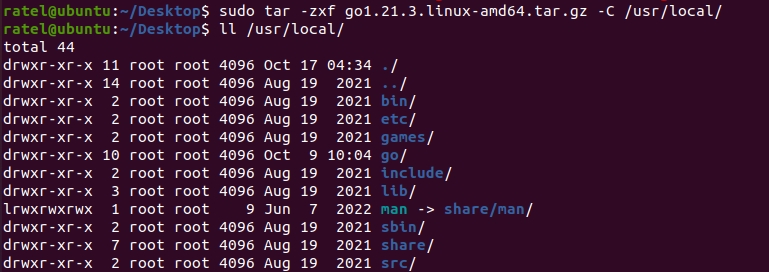 ratel@ubuntu:~/Desktop$ sudo tar -zxf go1.21.3.linux-amd64.tar.gz -C /usr/local/
ratel@ubuntu:~/Desktop$ ll /usr/local/
total 44
drwxr-xr-x 11 root root 4096 Oct 17 04:34 ./
drwxr-xr-x 14 root root 4096 Aug 19  2021 ../
drwxr-xr-x  2 root root 4096 Aug 19  2021 bin/
drwxr-xr-x  2 root root 4096 Aug 19  2021 etc/
drwxr-xr-x  2 root root 4096 Aug 19  2021 games/
drwxr-xr-x 10 root root 4096 Oct  9 10:04 go/
drwxr-xr-x  2 root root 4096 Aug 19  2021 include/
drwxr-xr-x  3 root root 4096 Aug 19  2021 lib/
lrwxrwxrwx  1 root root    9 Jun  7  2022 man -> share/man/
drwxr-xr-x  2 root root 4096 Aug 19  2021 sbin/
drwxr-xr-x  7 root root 4096 Aug 19  2021 share/
drwxr-xr-x  2 root root 4096 Aug 19  2021 src/